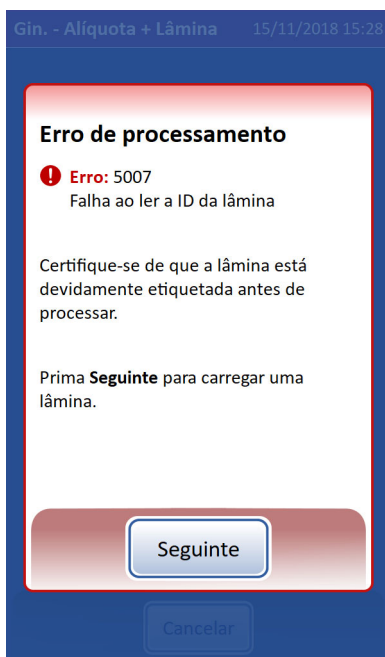 Gin. - Alíquota + Lâmina 15/11/2018 15:28
Erro de processamento
Erro: 5007
Falha ao ler a ID da lâmina
Certifique-se de que a lâmina está
devidamente etiquetada antes de
processar.
Prima Seguinte para carregar uma
lâmina.
Seguinte
Cancelar